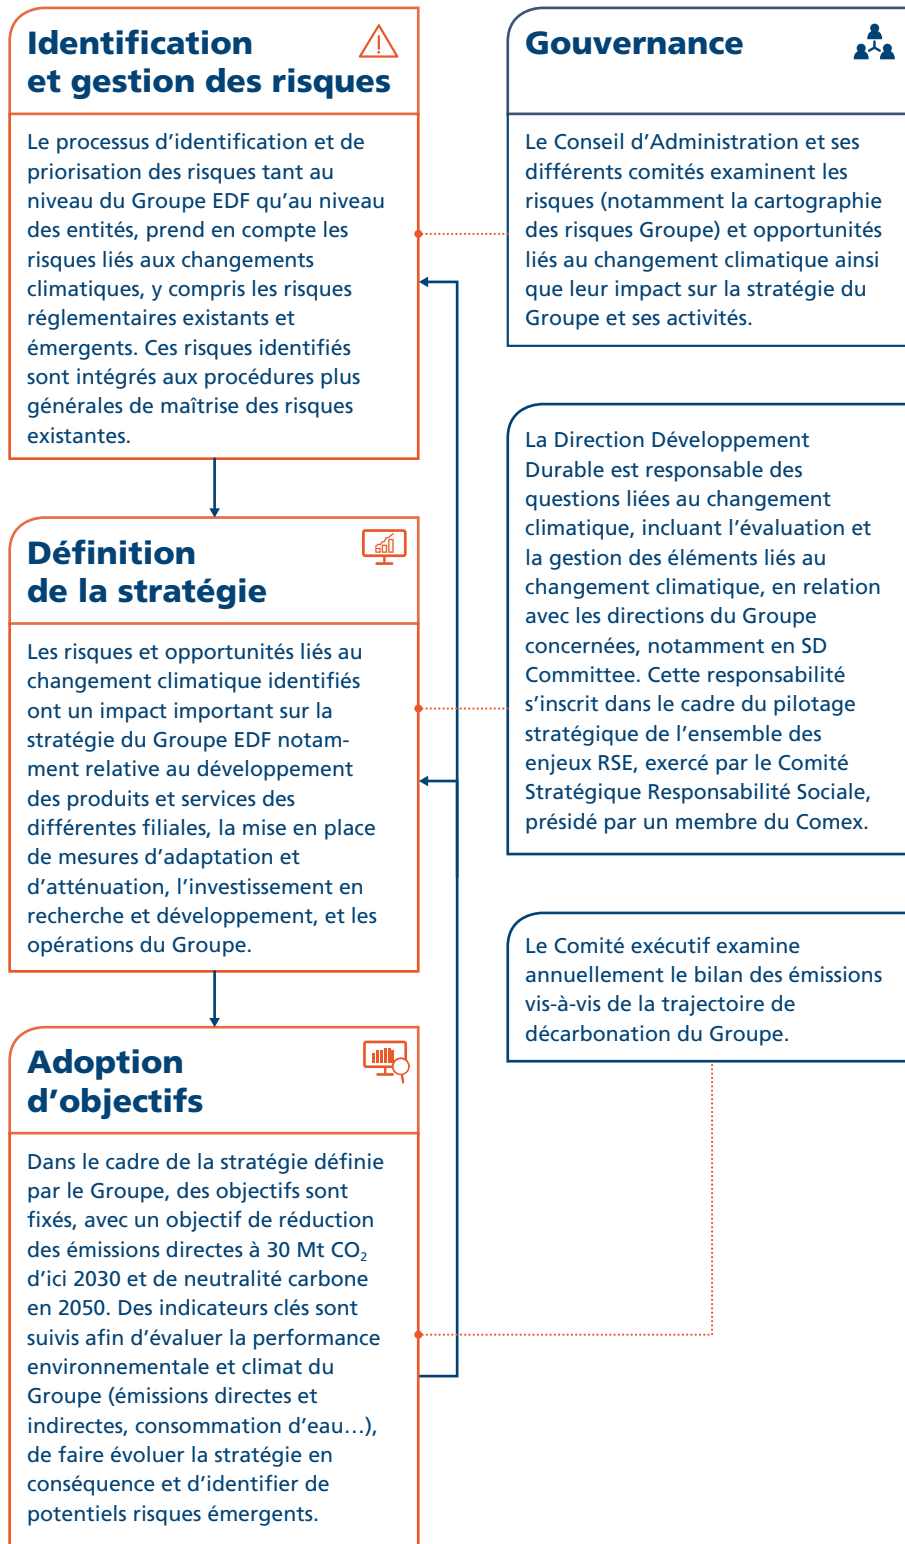 Identification
et gestion des risques
Le processus d’identification et de
priorisation des risques tant au
niveau du Groupe EDF qu’au niveau
des entités, prend en compte les
risques liés aux changements
climatiques, y compris les risques
réglementaires existants et
émergents. Ces risques identifiés
sont intégrés aux procédures plus
générales de maîtrise des risques
existantes.
Définition
de la stratégie
Les risques et opportunités liés au
changement climatique identifiés
ont un impact important sur la
stratégie du Groupe EDF notam-
ment relative au développement
des produits et services des
différentes filiales, la mise en place
de mesures d’adaptation et
d’atténuation, l’investissement en
recherche et développement, et les
opérations du Groupe.
Adoption
d’objectifs
Dans le cadre de la stratégie définie
par le Groupe, des objectifs sont
fixés, avec un objectif de réduction
des émissions directes à 30 Mt CO₂
d’ici 2030 et de neutralité carbone
en 2050. Des indicateurs clés sont
suivis afin d’évaluer la performance
environnementale et climat du
Groupe (émissions directes et
indirectes, consommation d’eau…),
de faire évoluer la stratégie en
conséquence et d’identifier de
potentiels risques émergents.
Gouvernance
Le Conseil d’Administration et ses
différents comités examinent les
risques (notamment la cartographie
des risques Groupe) et opportunités
liés au changement climatique ainsi
que leur impact sur la stratégie du
Groupe et ses activités.
La Direction Développement
Durable est responsable des
questions liées au changement
climatique, incluant l’évaluation et
la gestion des éléments liés au
changement climatique, en relation
avec les directions du Groupe
concernées, notamment en SD
Committee. Cette responsabilité
s’inscrit dans le cadre du pilotage
stratégique de l’ensemble des
enjeux RSE, exercé par le Comité
Stratégique Responsabilité Sociale,
présidé par un membre du Comex.
Le Comité exécutif examine
annuellement le bilan des émissions
vis-à-vis de la trajectoire de
décarbonation du Groupe.